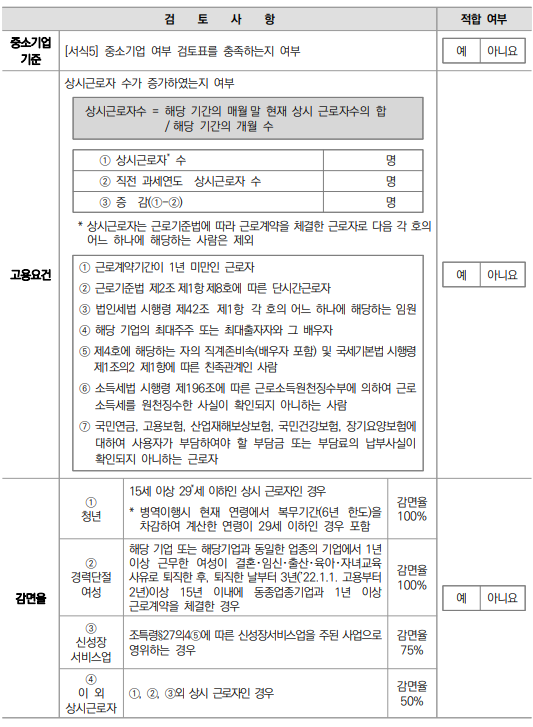 검 토 사 항 적합 여부
중소기업
기준
[서식5] 중소기업 여부 검토표를 충족하는지 여부
예 아니요
고용요건
상시근로자 수가 증가하였는지 여부
상시근로자수 = 해당 기간의 매월 말 현재 상시 근로자수의 합
/ 해당 기간의 개월 수
① 상시근로자* 수 명
② 직전 과세연도 상시근로자 수 명
③ 증 감(①-②) 명
* 상시근로자는 근로기준법에 따라 근로계약을 체결한 근로자로 다음 각 호의
어느 하나에 해당하는 사람은 제외
① 근로계약기간이 1년 미만인 근로자
② 근로기준법 제2조 제1항 제8호에 따른 단시간근로자
③ 법인세법 시행령 제42조 제1항 각 호의 어느 하나에 해당하는 임원
④ 해당 기업의 최대주주 또는 최대출자자와 그 배우자
⑤ 제4호에 해당하는 자의 직계존비속(배우자 포함) 및 국세기본법 시행령
제1조의2 제1항에 따른 친족관계인 사람
⑥ 소득세법 시행령 제196조에 따른 근로소득원천징수부에 의하여 근로
소득세를 원천징수한 사실이 확인되지 아니하는 사람
⑦ 국민연금, 고용보험, 산업재해보상보험, 국민건강보험, 장기요양보험에
대하여 사용자가 부담하여야 할 부담금 또는 부담료의 납부사실이
확인되지 아니하는 근로자
예 아니요
감면율
①
청년
15세 이상 29*세 이하인 상시 근로자인 경우
* 병역이행시 현재 연령에서 복무기간(6년 한도)을
차감하여 계산한 연령이 29세 이하인 경우 포함
감면율
100%
②
경력단절
여성
해당 기업 또는 해당기업과 동일한 업종의 기업에서 1년
이상 근무한 여성이 결혼·임신·출산·육아·자녀교육
사유로 퇴직한 후, 퇴직한 날부터 3년('22.1.1. 고용부터
2년)이상 15년 이내에 동종업종기업과 1년 이상
근로계약을 체결한 경우
감면율
100%
예 아니요
③
신성장
서비스업
조특령§27의4⑤에 따른 신성장서비스업을 주된 사업으로
영위하는 경우
감면율
75%
④
이 외
상시근로자
①, ②, ③외 상시 근로자인 경우
감면율
50%